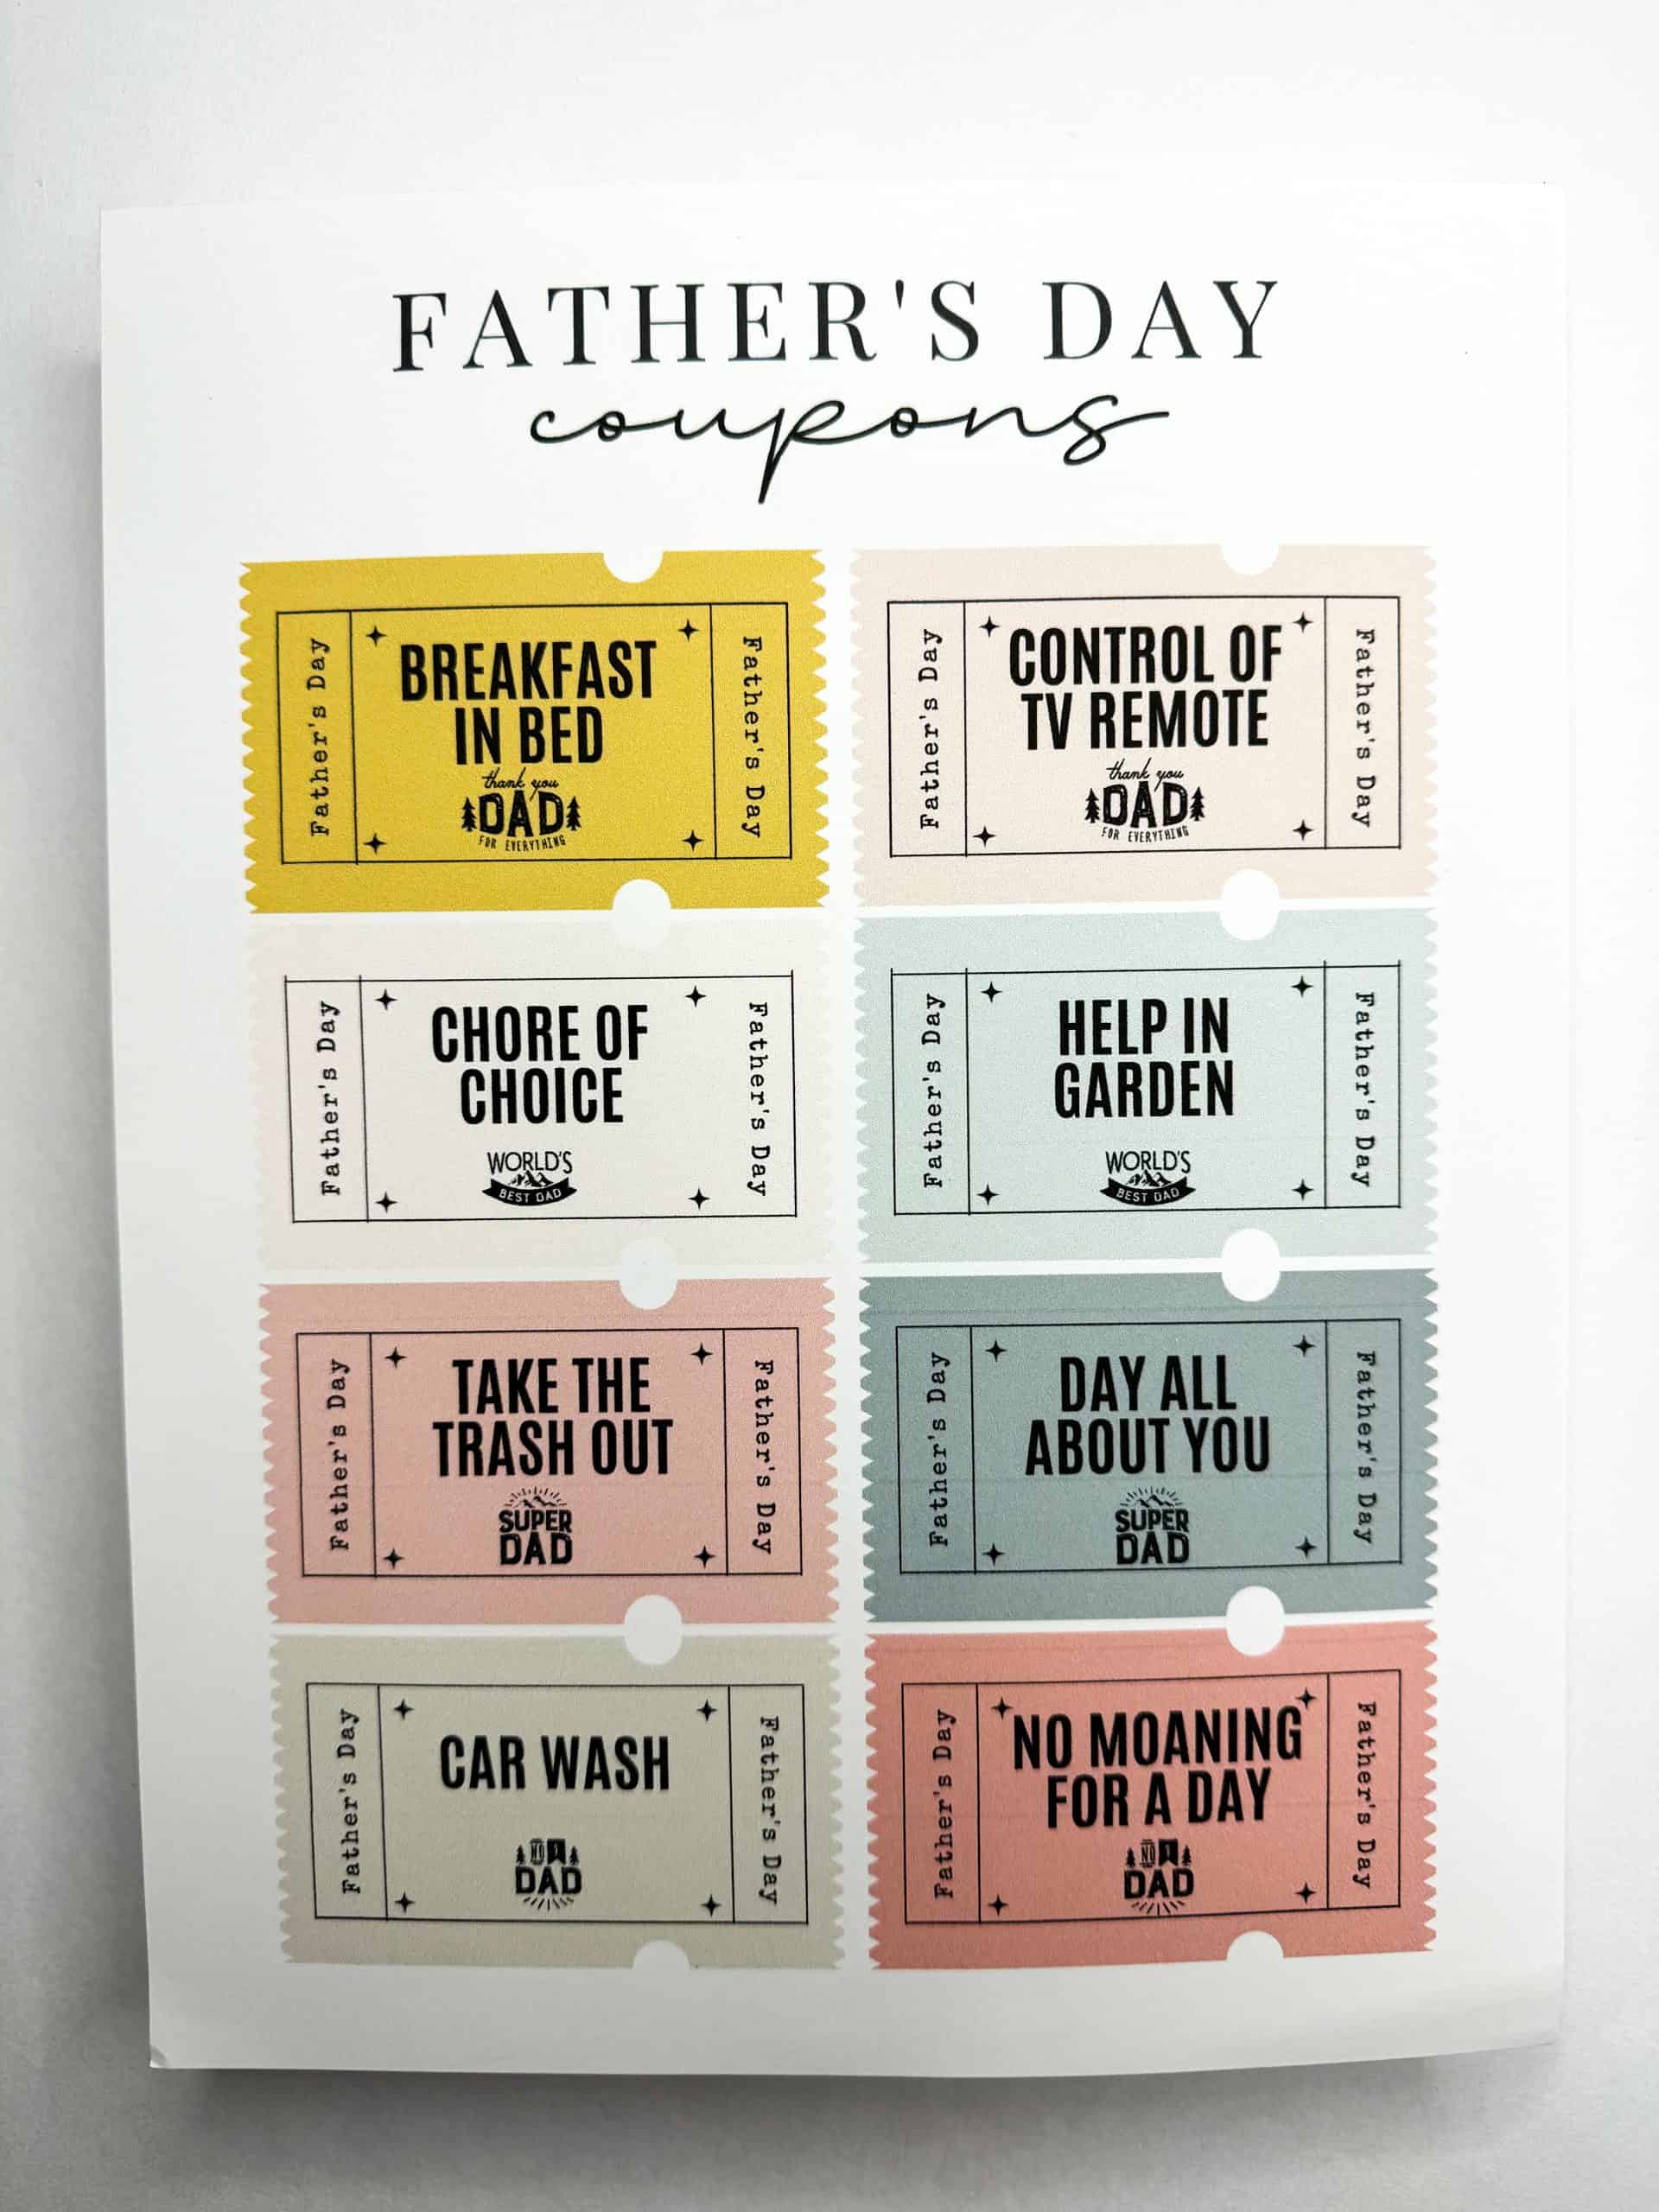 FATHER'S DAY
coupons
Father's Day
BREAKFAST
IN BED
thank you
DAD
FOR EVERYTHING
Father's Day
Father's Day
CONTROL OF
TV REMOTE
thank you
DAD
FOR EVERYTHING
Father's Day
Father's Day
CHORE OF
CHOICE
WORLD'S
BEST DAD
Father's Day
Father's Day
HELP IN
GARDEN
WORLD'S
BEST DAD
Father's Day
Father's Day
TAKE THE
TRASH OUT
SUPER
DAD
Father's Day
Father's Day
DAY ALL
ABOUT YOU
SUPER
DAD
Father's Day
Father's Day
CAR WASH
NO 1
DAD
Father's Day
Father's Day
NO MOANING
FOR A DAY
NO 1
DAD
Father's Day